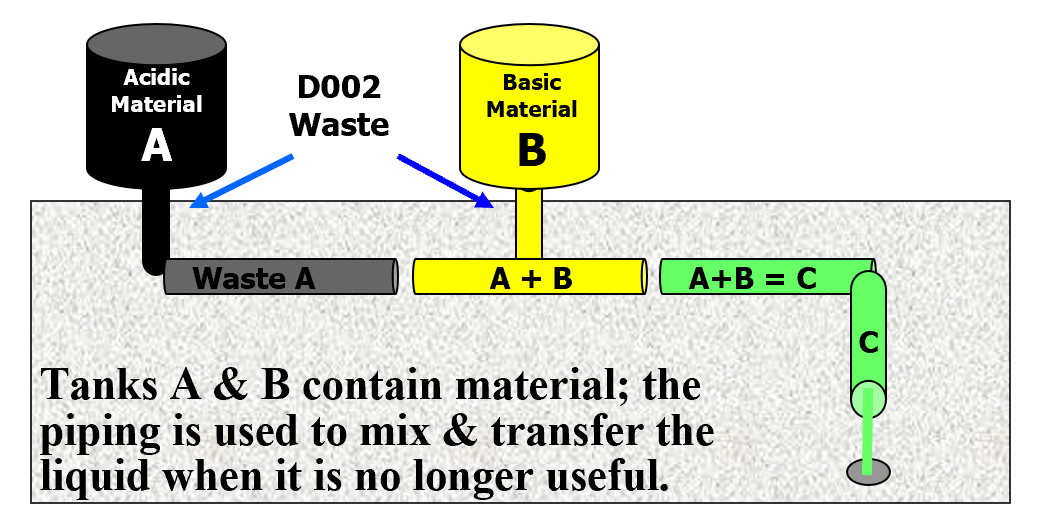 Acidic
Material
A
D002
Waste
Basic
Material
B
Waste A
A + B
A+B = C
C
Tanks A & B contain material; the
piping is used to mix & transfer the
liquid when it is no longer useful.